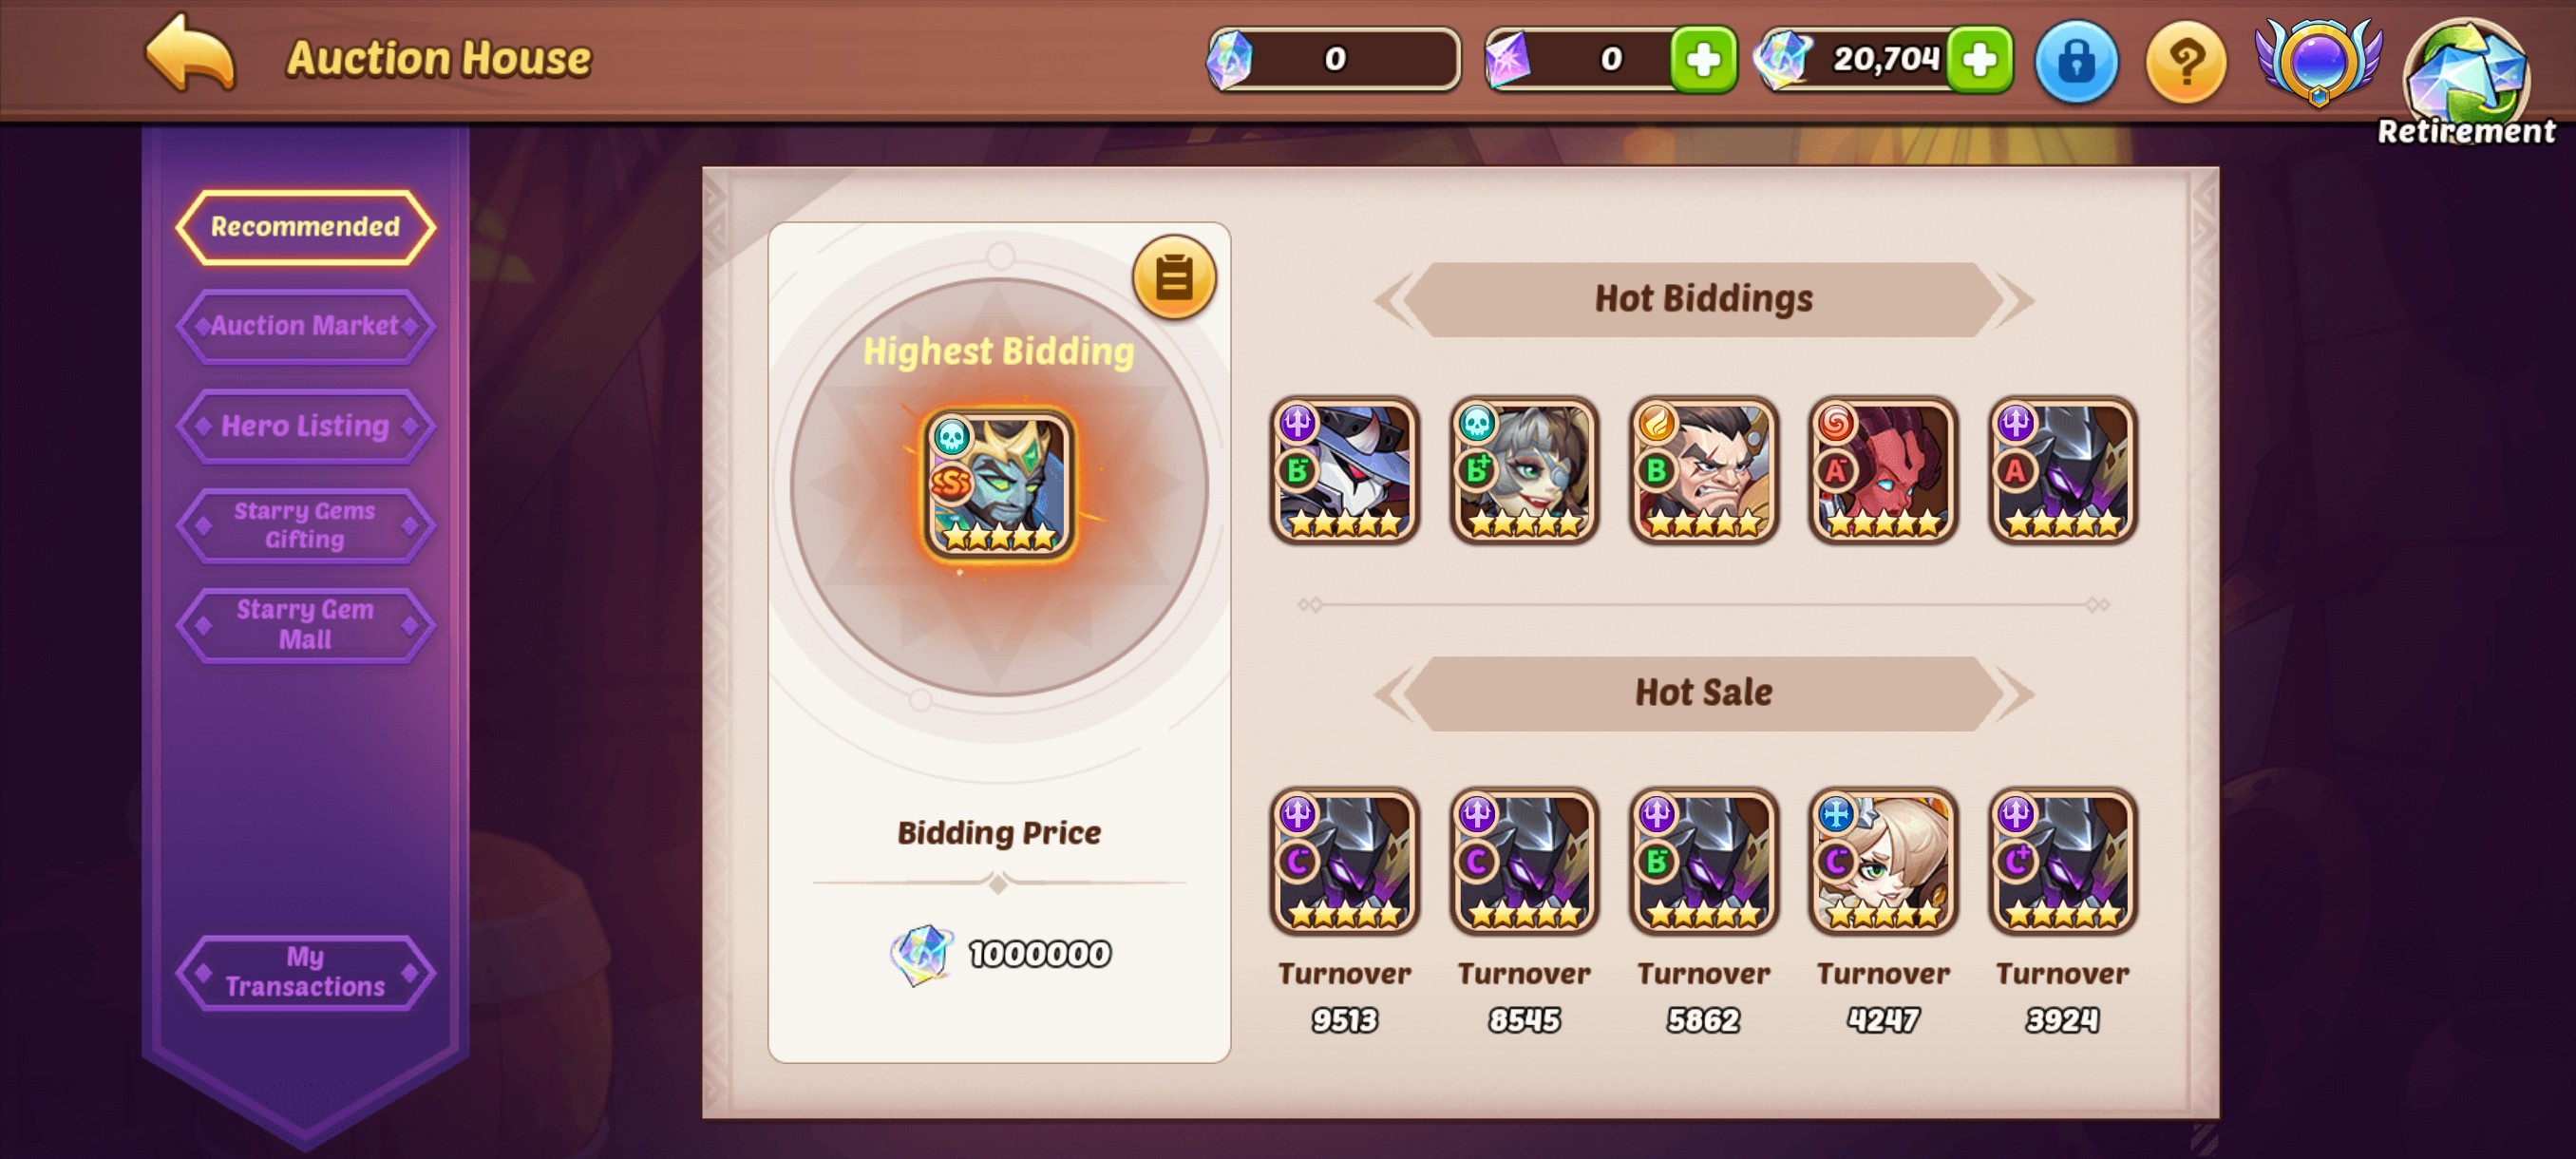 Auction House
0
0
20,704
Retirement
Recommended
Auction Market
Hero Listing
Starry Gems
Gifting
Starry Gem
Mall
My
Transactions
Highest Bidding
SS
Bidding Price
1000000
Hot Biddings
B-
B+
B
A-
A
Hot Sale
C-
C
B-
C-
C+
Turnover
9513
Turnover
8545
Turnover
5862
Turnover
4247
Turnover
3924